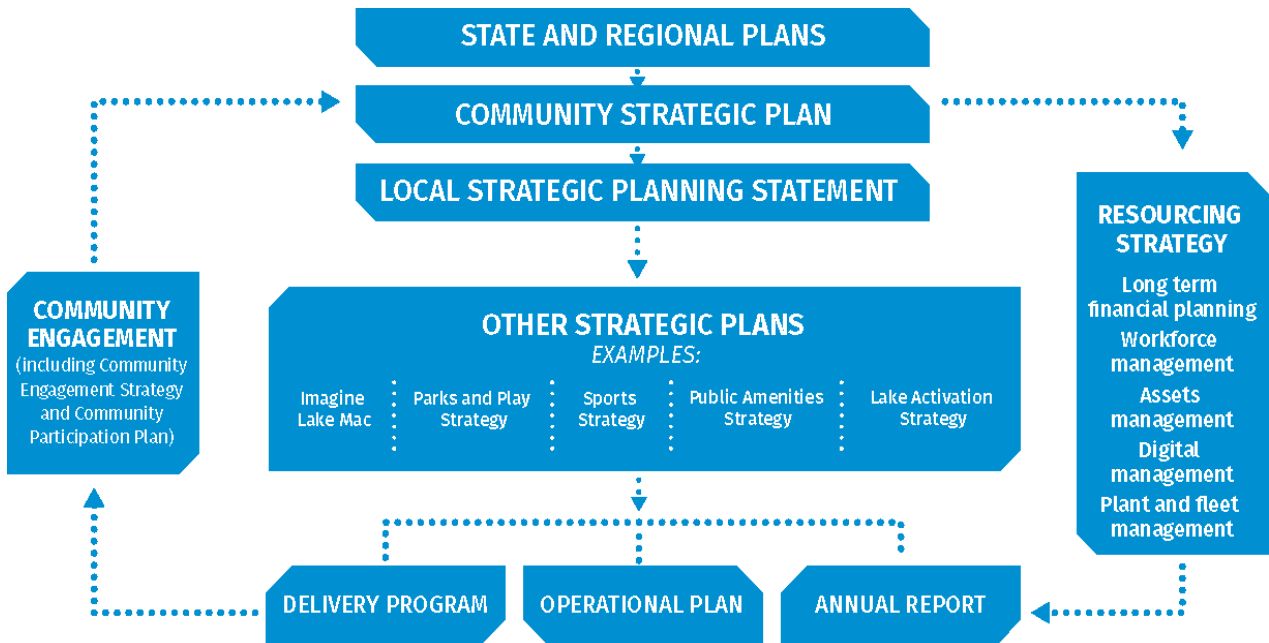 STATE AND REGIONAL PLANS
COMMUNITY STRATEGIC PLAN
LOCAL STRATEGIC PLANNING STATEMENT
COMMUNITY
ENGAGEMENT
(including Community
Engagement Strategy
and Community
Participation Plan)
OTHER STRATEGIC PLANS
EXAMPLES:
Imagine
Lake Mac
Parks and Play
Strategy
Sports
Strategy
Public Amenities
Strategy
Lake Activation
Strategy
RESOURCING
STRATEGY
Long term
financial planning
Workforce
management
Assets
management
Digital
management
Plant and fleet
management
DELIVERY PROGRAM
OPERATIONAL PLAN
ANNUAL REPORT